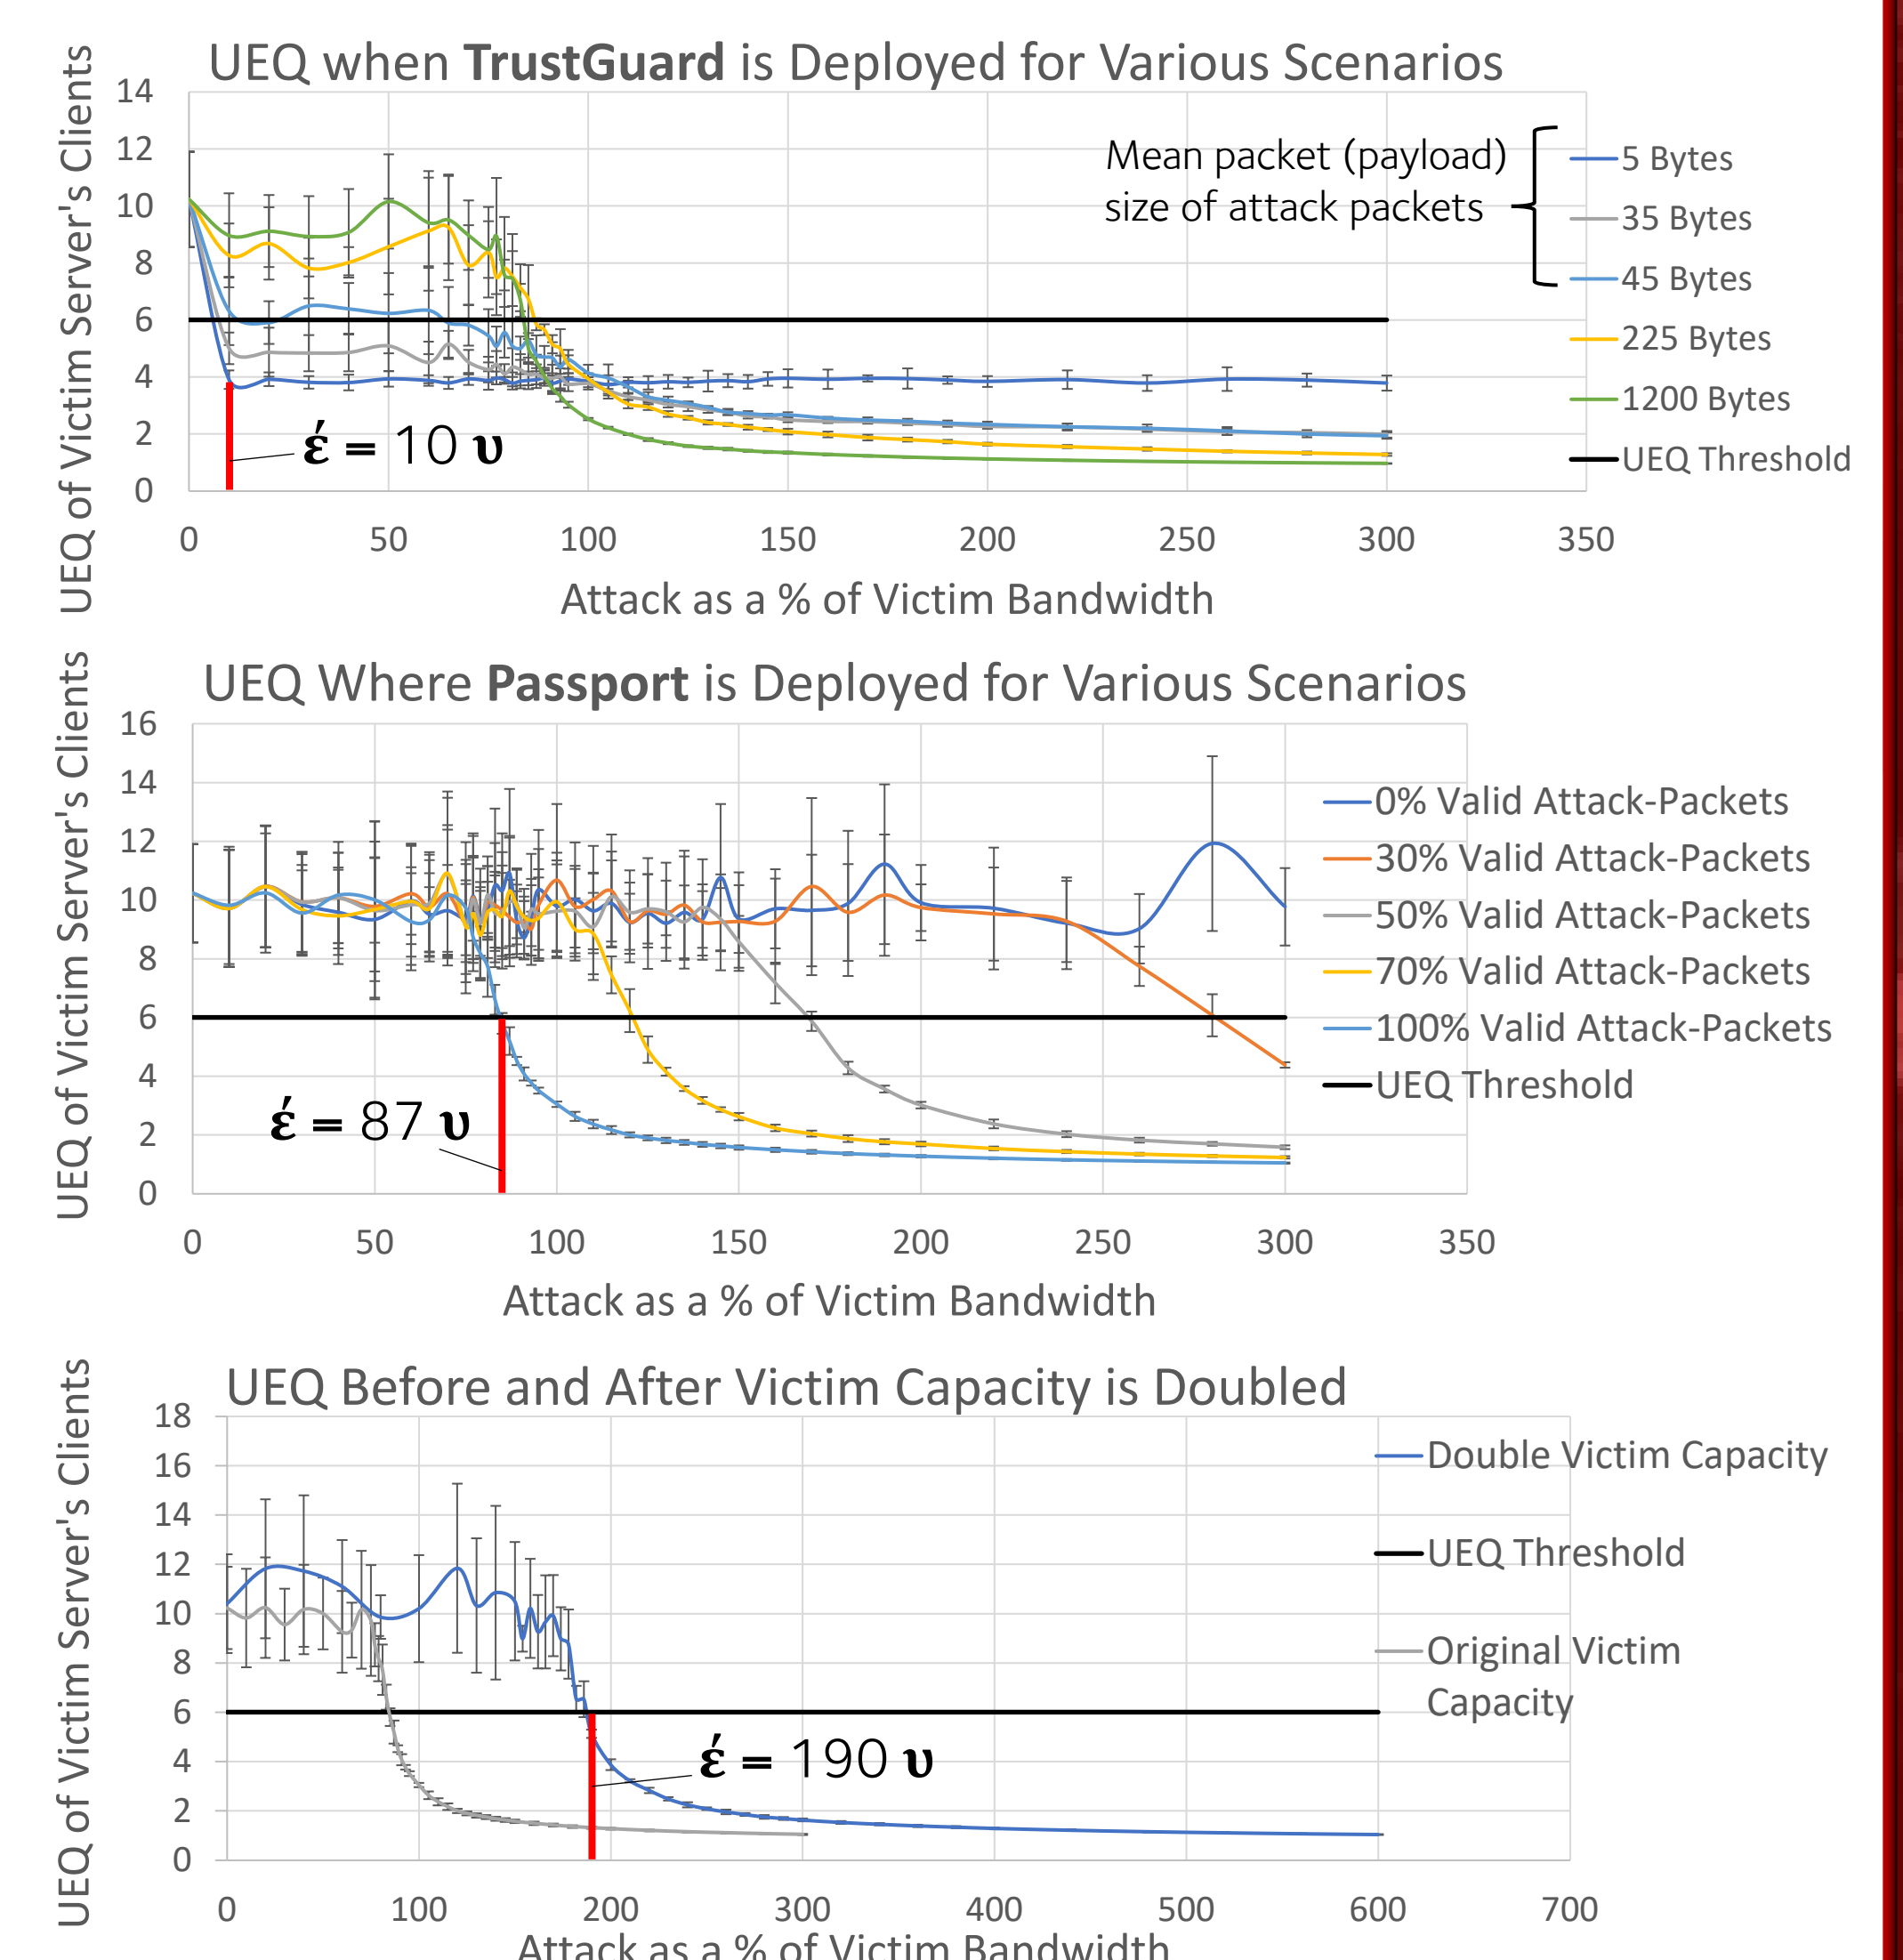 UEQ when TrustGuard is Deployed for Various Scenarios
UEQ of Victim Server's Clients
14
12
10
8
6
4
2
0
Mean packet (payload)
size of attack packets
5 Bytes
35 Bytes
45 Bytes
225 Bytes
1200 Bytes
UEQ Threshold
έ = 10 υ
0 50 100 150 200 250 300 350
Attack as a % of Victim Bandwidth
UEQ Where Passport is Deployed for Various Scenarios
UEQ of Victim Server's Clients
16
14
12
10
8
6
4
2
0
0% Valid Attack-Packets
30% Valid Attack-Packets
50% Valid Attack-Packets
70% Valid Attack-Packets
100% Valid Attack-Packets
UEQ Threshold
έ = 87 υ
0 50 100 150 200 250 300 350
Attack as a % of Victim Bandwidth
UEQ Before and After Victim Capacity is Doubled
UEQ of Victim Server's Clients
18
16
14
12
10
8
6
4
2
0
Double Victim Capacity
UEQ Threshold
Original Victim
Capacity
έ = 190 υ
0 100 200 300 400 500 600 700
Attack as a % of Victim Bandwidth